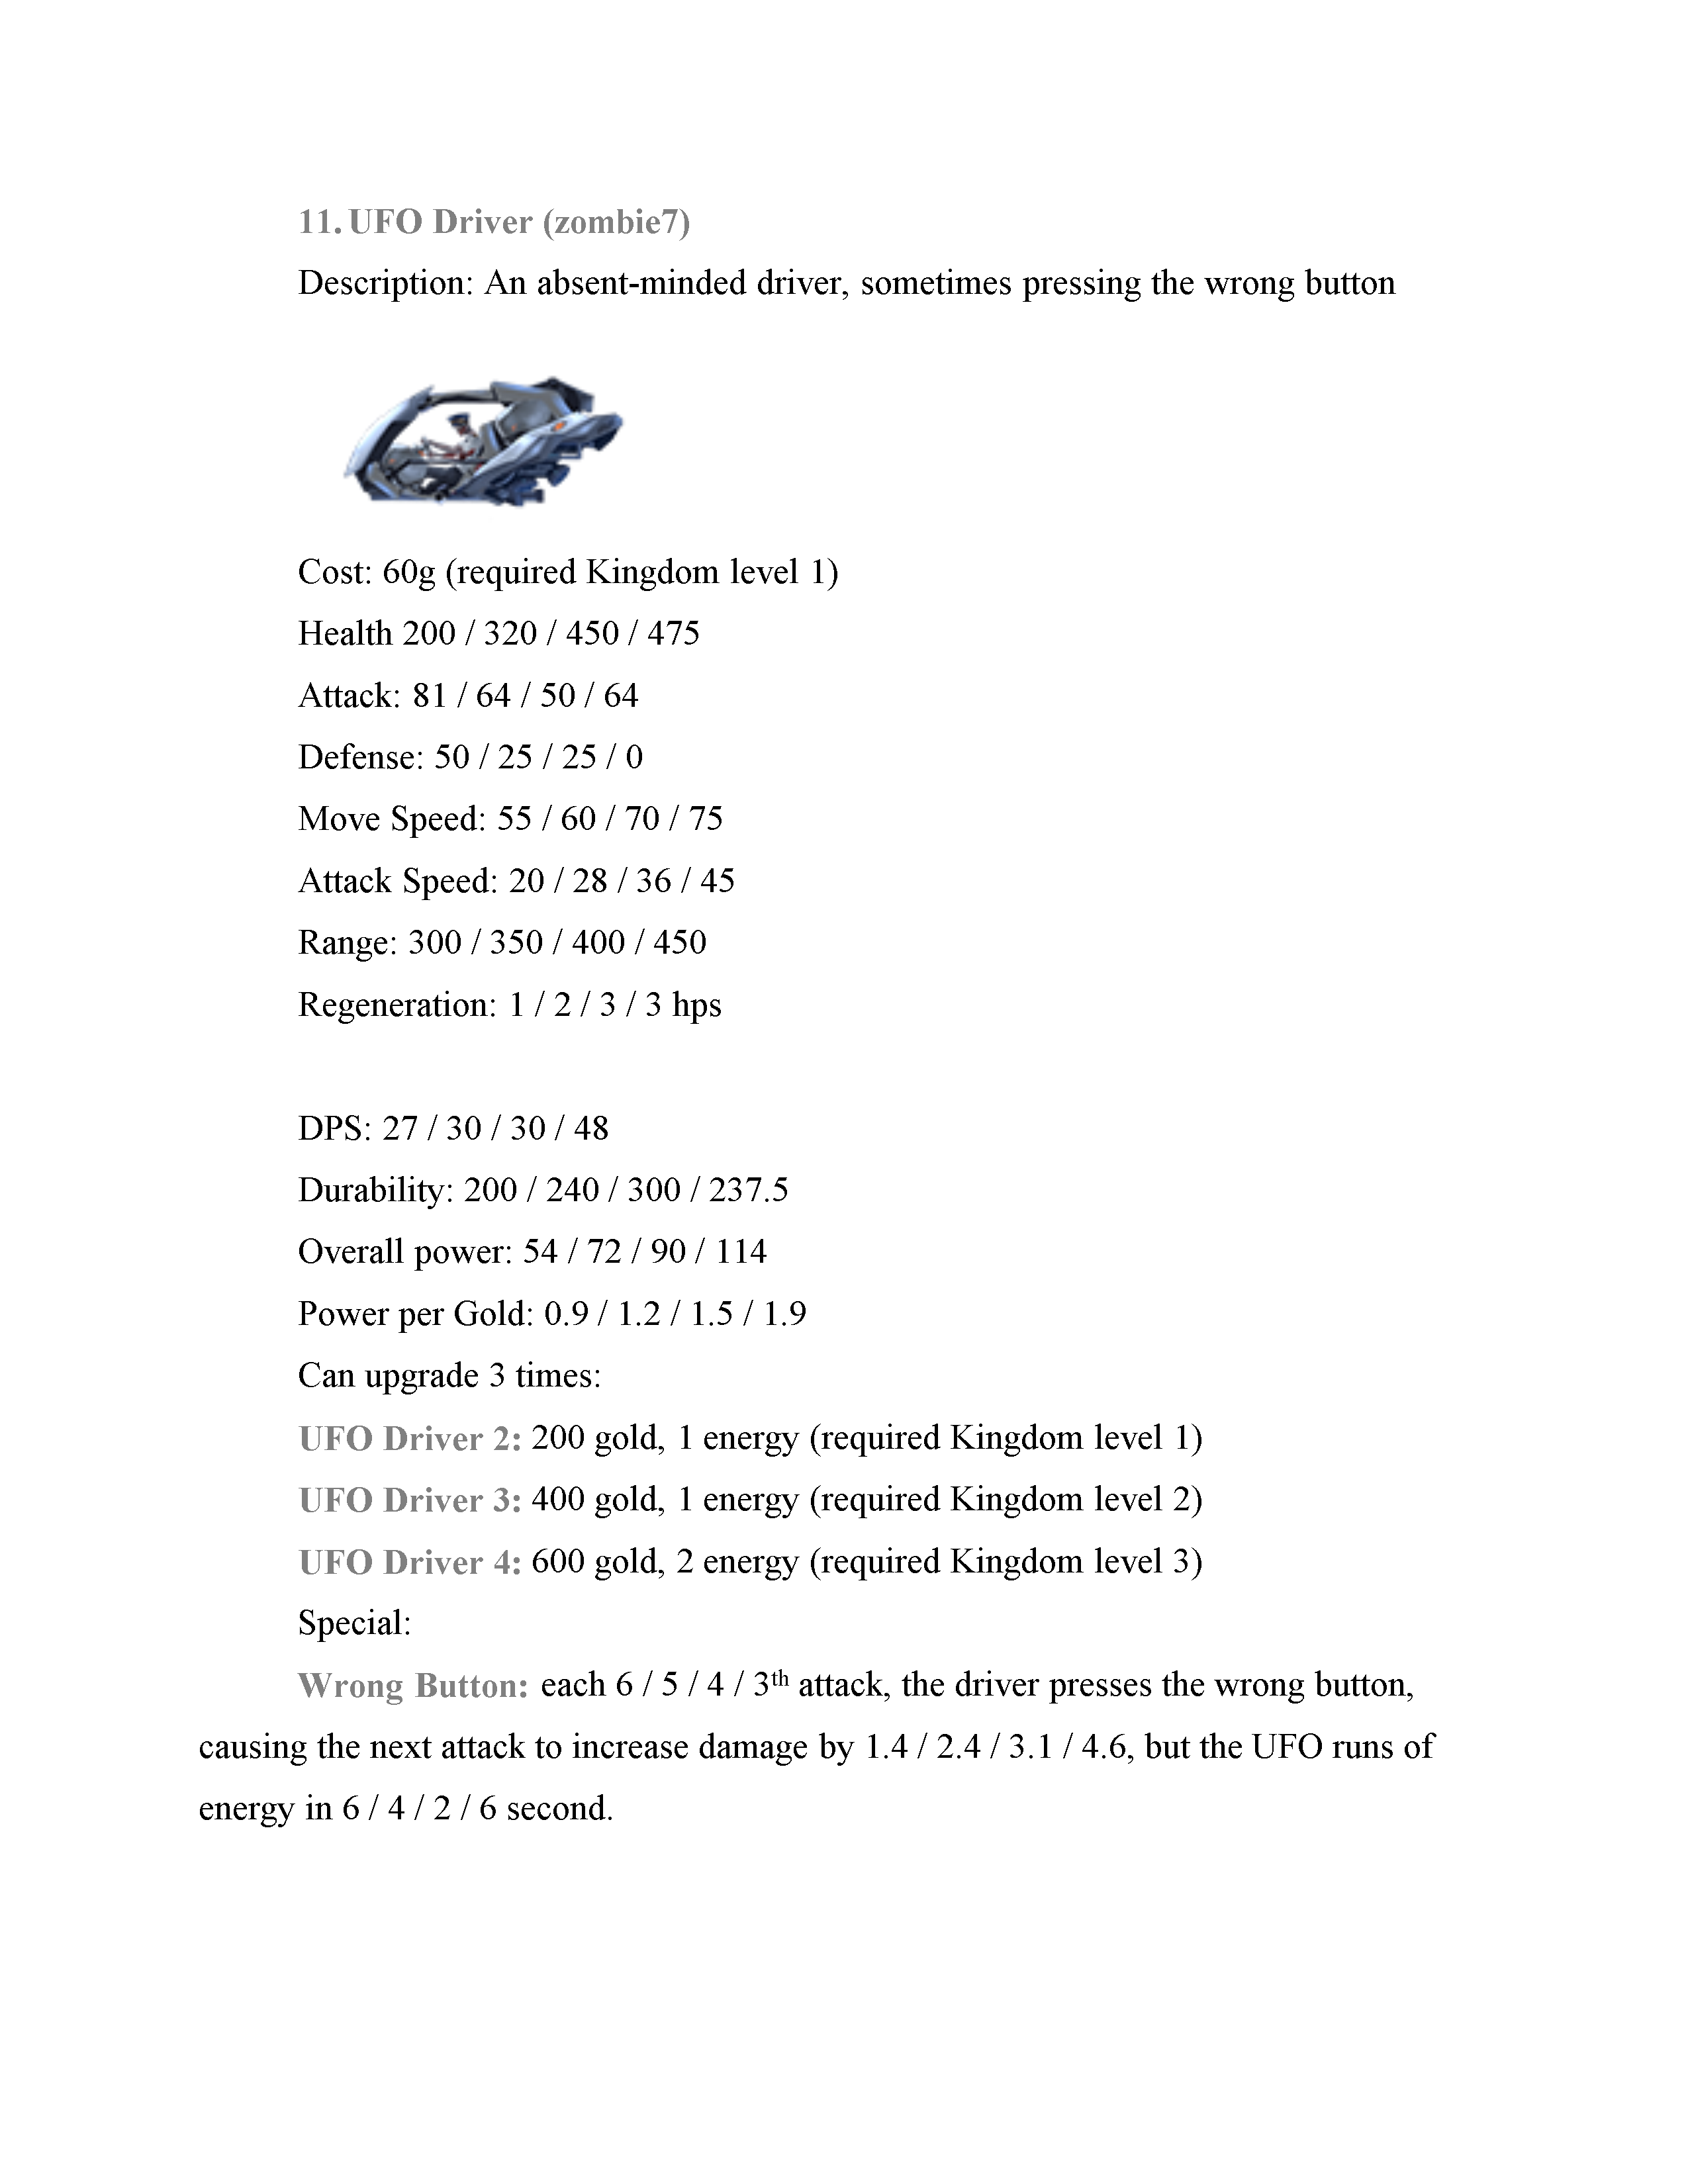 11. UFO Driver (zombie7)
Description: An absent-minded driver, sometimes pressing the wrong button
Cost: 60g (required Kingdom level 1)
Health 200 / 320 / 450 / 475
Attack: 81 / 64 / 50 / 64
Defense: 50 / 25 / 25 / 0
Move Speed: 55 / 60 / 70 / 75
Attack Speed: 20 / 28 / 36 / 45
Range: 300 / 350 / 400 / 450
Regeneration: 1 / 2 / 3 / 3 hps
DPS: 27 / 30 / 30 / 48
Durability: 200 / 240 / 300 / 237.5
Overall power: 54 / 72 / 90 / 114
Power per Gold: 0.9 / 1.2 / 1.5 / 1.9
Can upgrade 3 times:
UFO Driver 2: 200 gold, 1 energy (required Kingdom level 1)
UFO Driver 3: 400 gold, 1 energy (required Kingdom level 2)
UFO Driver 4: 600 gold, 2 energy (required Kingdom level 3)
Special:
Wrong Button: each 6 / 5 / 4 / 3th attack, the driver presses the wrong button,
causing the next attack to increase damage by 1.4 / 2.4 / 3.1 / 4.6, but the UFO runs of
energy in 6 / 4 / 2 / 6 second.